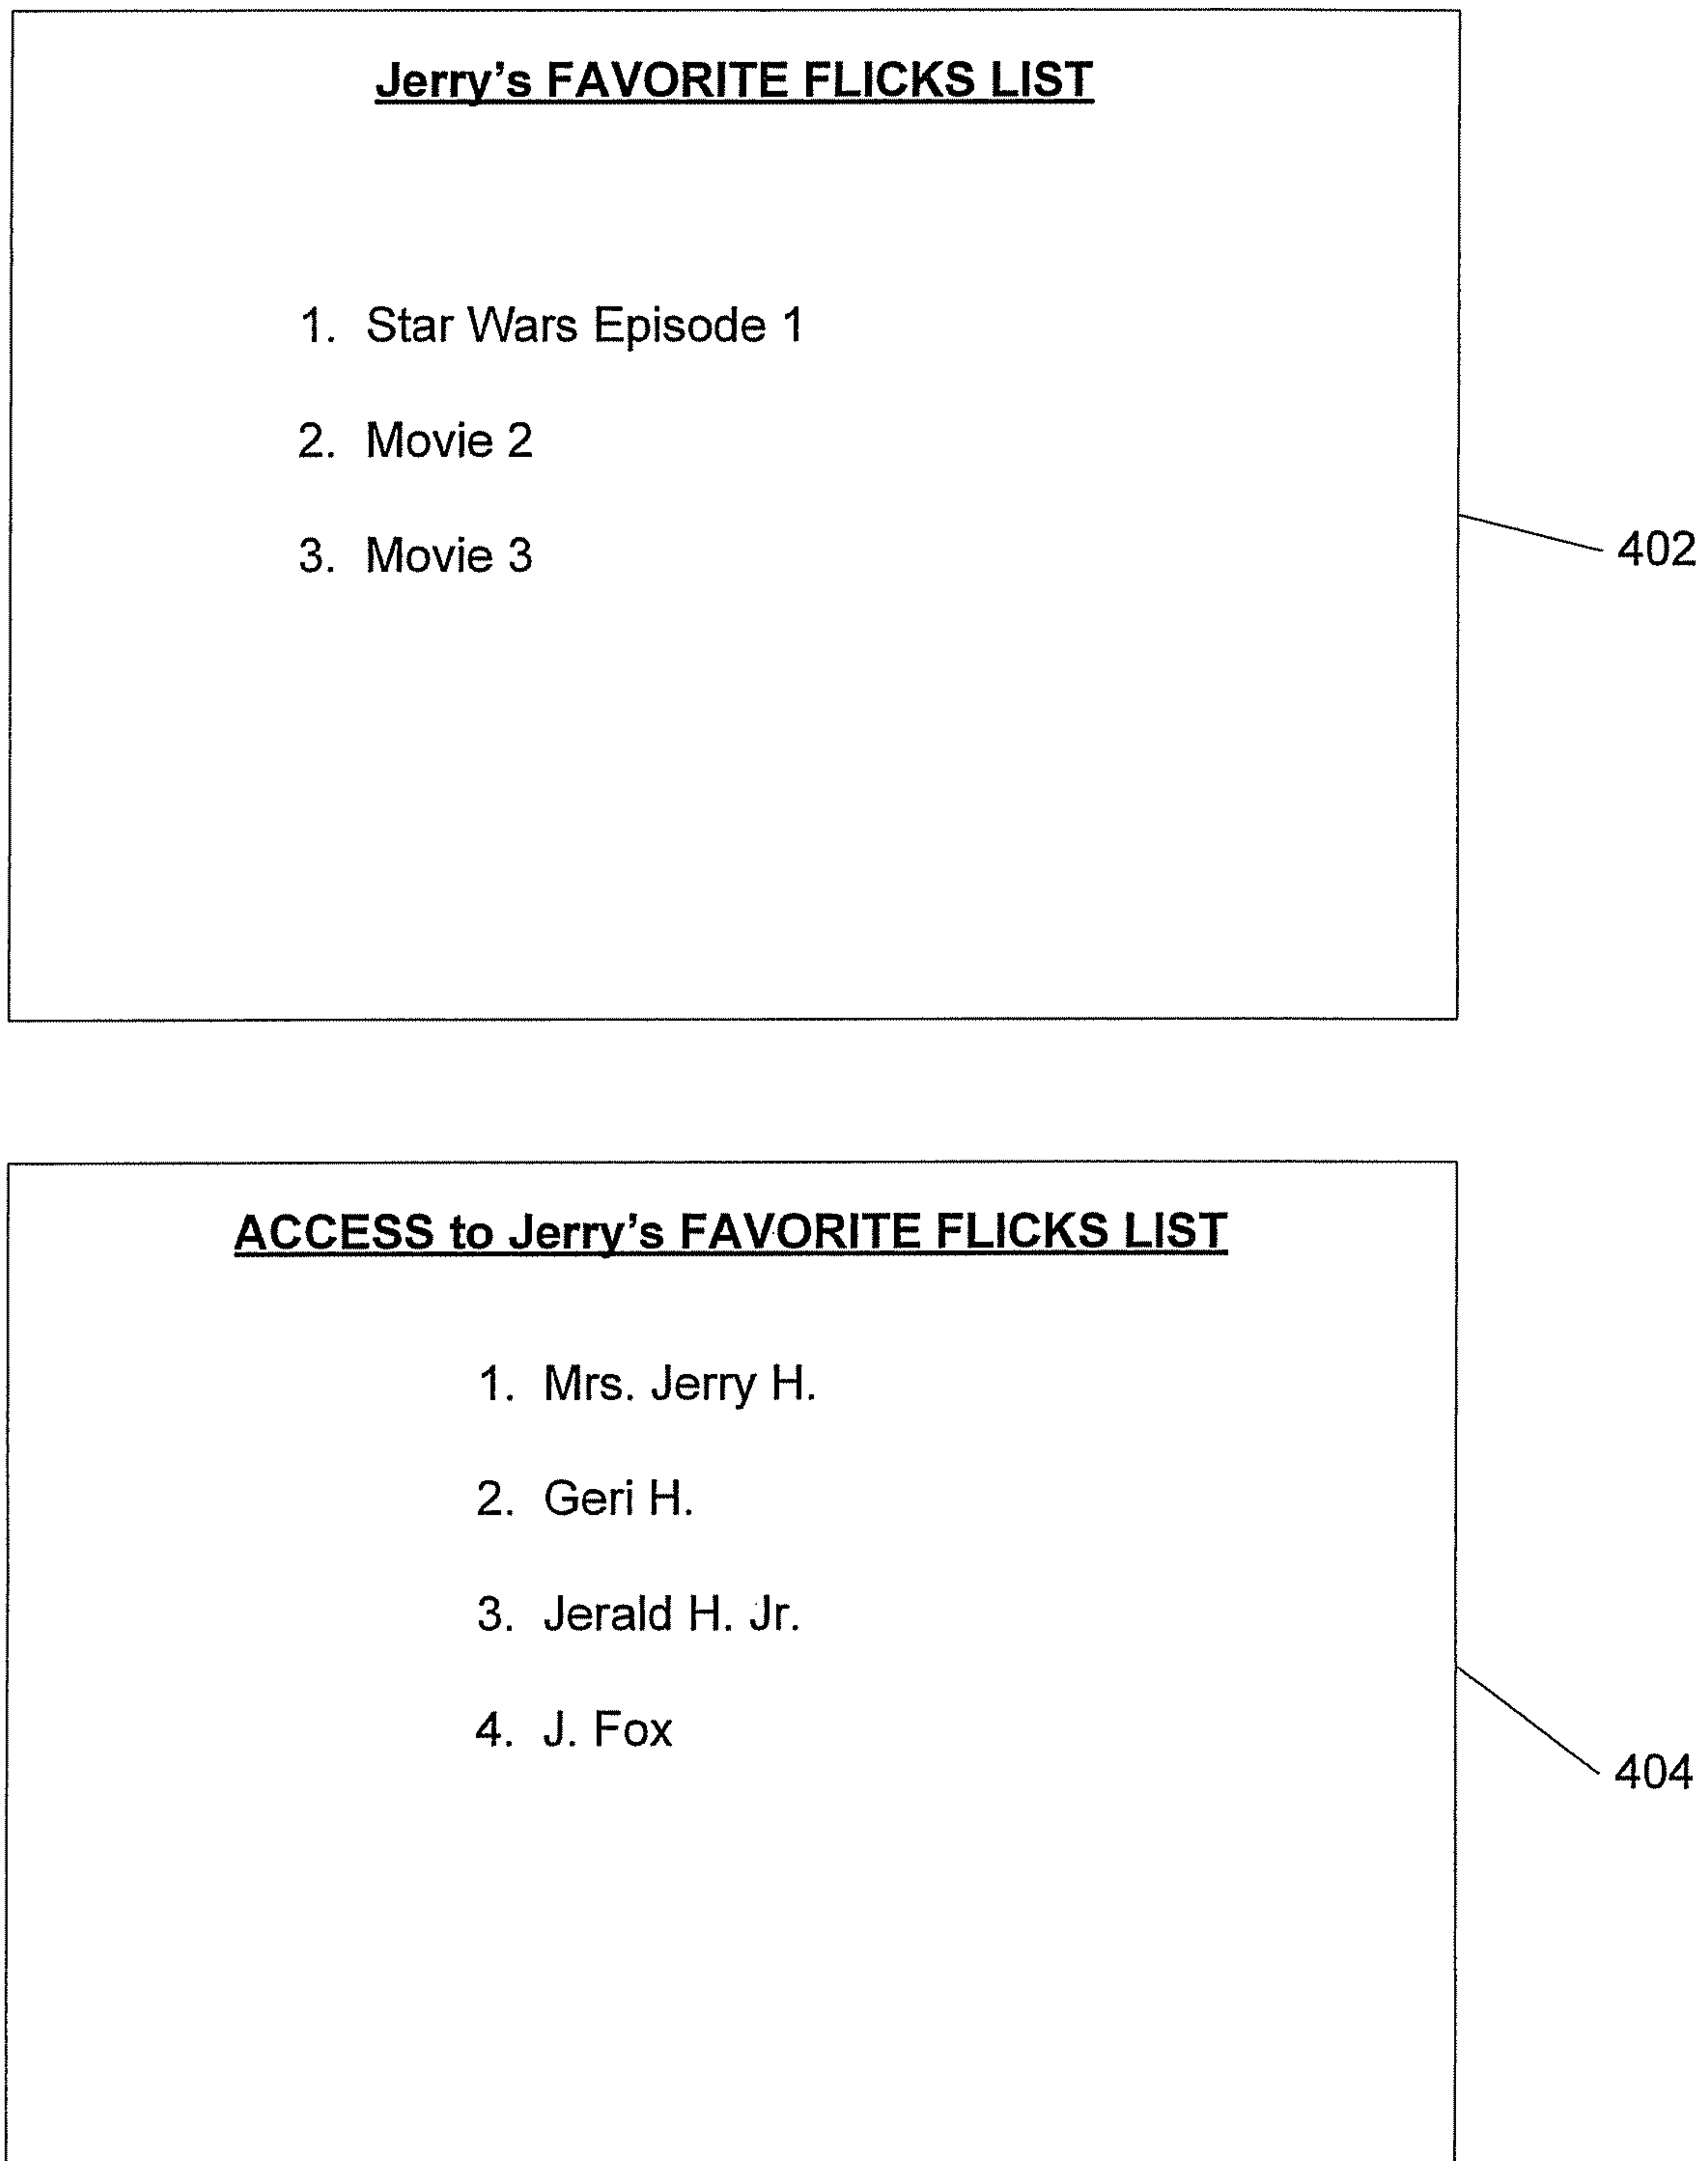 Jerry’s FAVORITE FLICKS LIST
1. Star Wars Episode 1
2. Movie 2
3. Movie 3
402
ACCESS to Jerry’s FAVORITE FLICKS LIST
1. Mrs. Jerry H.
2. Geri H.
3. Jerald H. Jr.
4. J. Fox
404